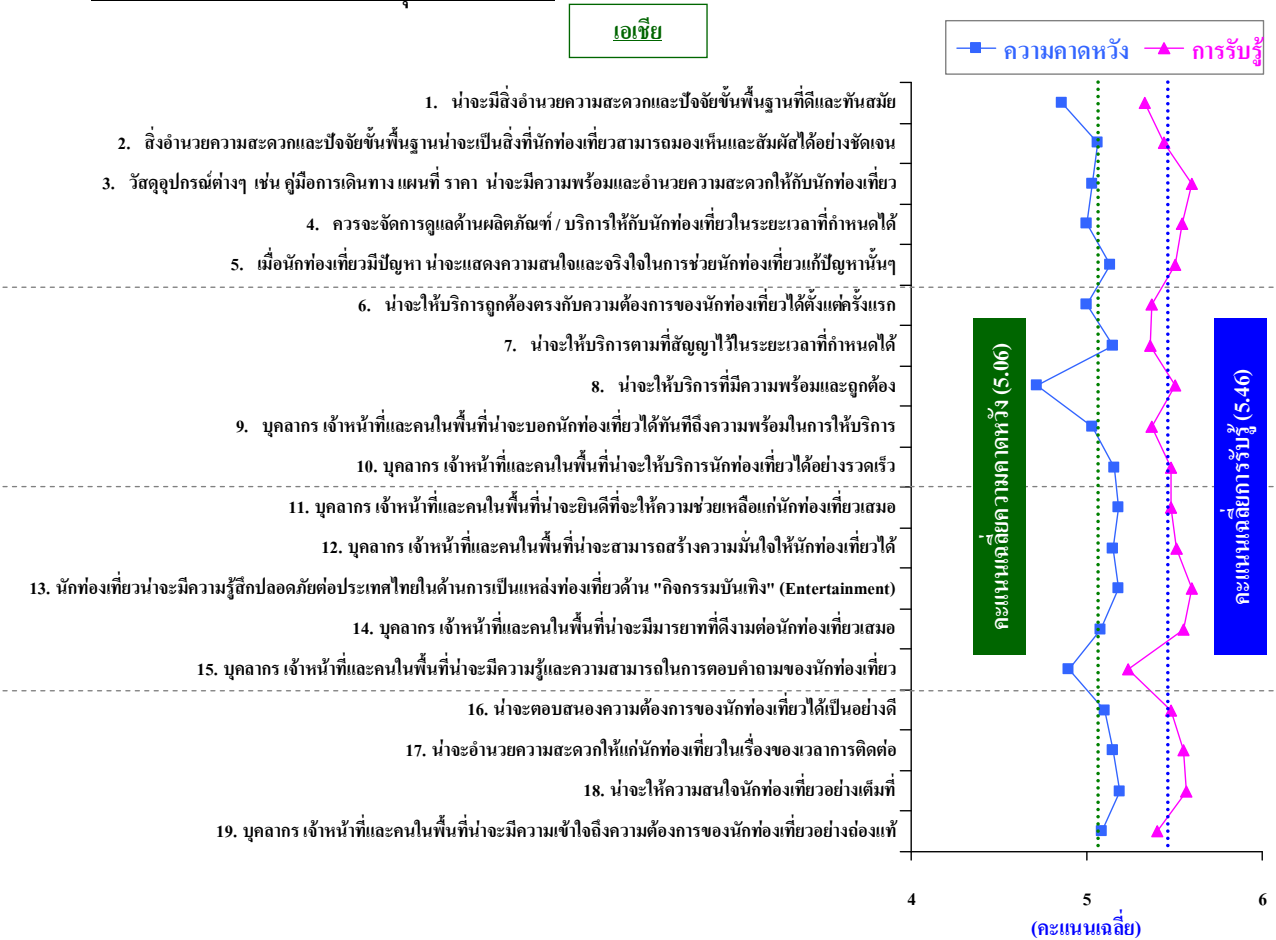 เอเชีย
ความคาดหวัง การรับรู้
1. น่าจะมีสิ่งอำนวยความสะดวกและปัจจัยขั้นพื้นฐานที่ดีและทันสมัย
2. สิ่งอำนวยความสะดวกและปัจจัยขั้นพื้นฐานน่าจะเป็นสิ่งที่นักท่องเที่ยวสามารถมองเห็นและสัมผัสได้อย่างชัดเจน
3. วัสดุอุปกรณ์ต่างๆ เช่น คู่มือการเดินทาง แผนที่ ราคา น่าจะมีความพร้อมและอำนวยความสะดวกให้กับนักท่องเที่ยว
4. ควรจะจัดการดูแลด้านผลิตภัณฑ์ / บริการให้กับนักท่องเที่ยวในระยะเวลาที่กำหนดได้
5. เมื่อนักท่องเที่ยวมีปัญหา น่าจะแสดงความสนใจและจริงใจในการช่วยนักท่องเที่ยวแก้ปัญหานั้นๆ
6. น่าจะให้บริการถูกต้องตรงกับความต้องการของนักท่องเที่ยวได้ตั้งแต่ครั้งแรก
7. น่าจะให้บริการตามที่สัญญาไว้ในระยะเวลาที่กำหนดได้
8. น่าจะให้บริการที่มีความพร้อมและถูกต้อง
9. บุคลากร เจ้าหน้าที่และคนในพื้นที่น่าจะบอกนักท่องเที่ยวได้ทันทีถึงความพร้อมในการให้บริการ
10. บุคลากร เจ้าหน้าที่และคนในพื้นที่น่าจะให้บริการนักท่องเที่ยวได้อย่างรวดเร็ว
11. บุคลากร เจ้าหน้าที่และคนในพื้นที่น่าจะยินดีที่จะให้ความช่วยเหลือแก่นักท่องเที่ยวเสมอ
12. บุคลากร เจ้าหน้าที่และคนในพื้นที่น่าจะสามารถสร้างความมั่นใจให้นักท่องเที่ยวได้
13. นักท่องเที่ยวน่าจะมีความรู้สึกปลอดภัยต่อประเทศไทยในด้านการเป็นแหล่งท่องเที่ยวด้าน "กิจกรรมบันเทิง" (Entertainment)
14. บุคลากร เจ้าหน้าที่และคนในพื้นที่น่าจะมีมารยาทที่ดีงามต่อนักท่องเที่ยวเสมอ
15. บุคลากร เจ้าหน้าที่และคนในพื้นที่น่าจะมีความรู้และความสามารถในการตอบคำถามของนักท่องเที่ยว
16. น่าจะตอบสนองความต้องการของนักท่องเที่ยวได้เป็นอย่างดี
17. น่าจะอำนวยความสะดวกให้แก่นักท่องเที่ยวในเรื่องของเวลาการติดต่อ
18. น่าจะให้ความสนใจนักท่องเที่ยวอย่างเต็มที่
19. บุคลากร เจ้าหน้าที่และคนในพื้นที่น่าจะมีความเข้าใจถึงความต้องการของนักท่องเที่ยวอย่างถ่องแท้
คะแนนเฉลี่ยความคาดหวัง (5.06)
คะแนนเฉลี่ยการรับรู้ (5.46)
4 5 6
(คะแนนเฉลี่ย)